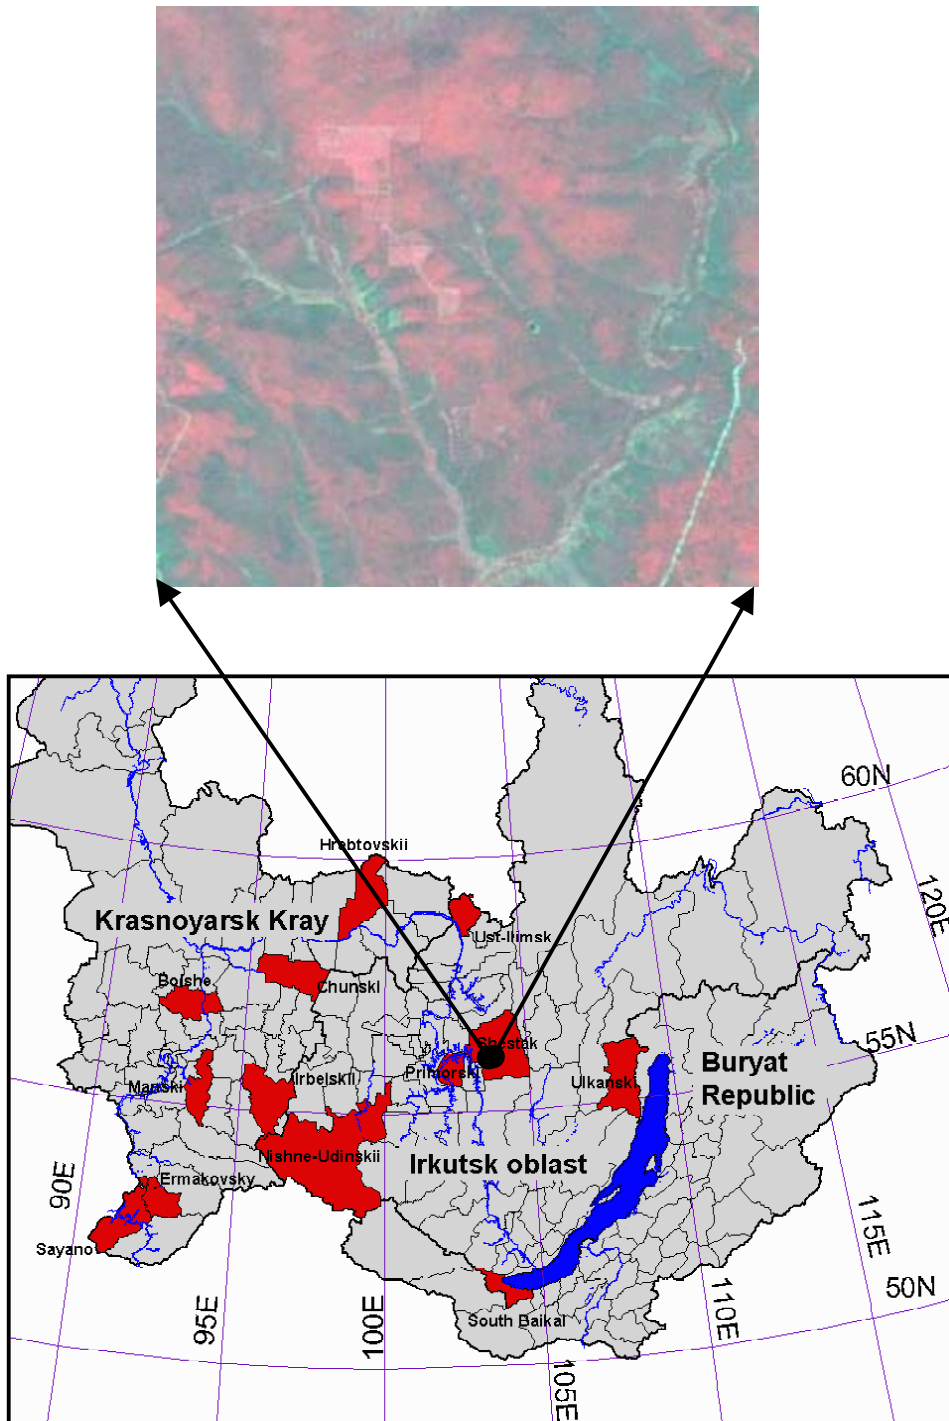 60N
Hrebtovskii
120E
Krasnoyarsk Kray
Ust-Ilimsk
Bolshe
Chunski
55N
Shestak
Buryat
Republic
Primorski
Manski
Irbelskii
Ulkanski
Nishne-Udinskii
Irkutsk oblast
90E
Ermakovsky
115E
Sayano
50N
95E
100E
110E
South Baikal
105E